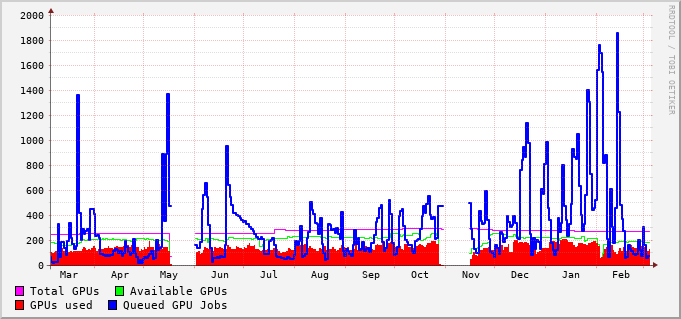 2000
1800
1600
1400
1200
1000
800
600
400
200
0
Mar Apr May Jun Jul Aug Sep Oct Nov Dec Jan Feb
Total GPUs Available GPUs
GPUs used Queued GPU Jobs
RRDTOOL / TOBI OETIKER